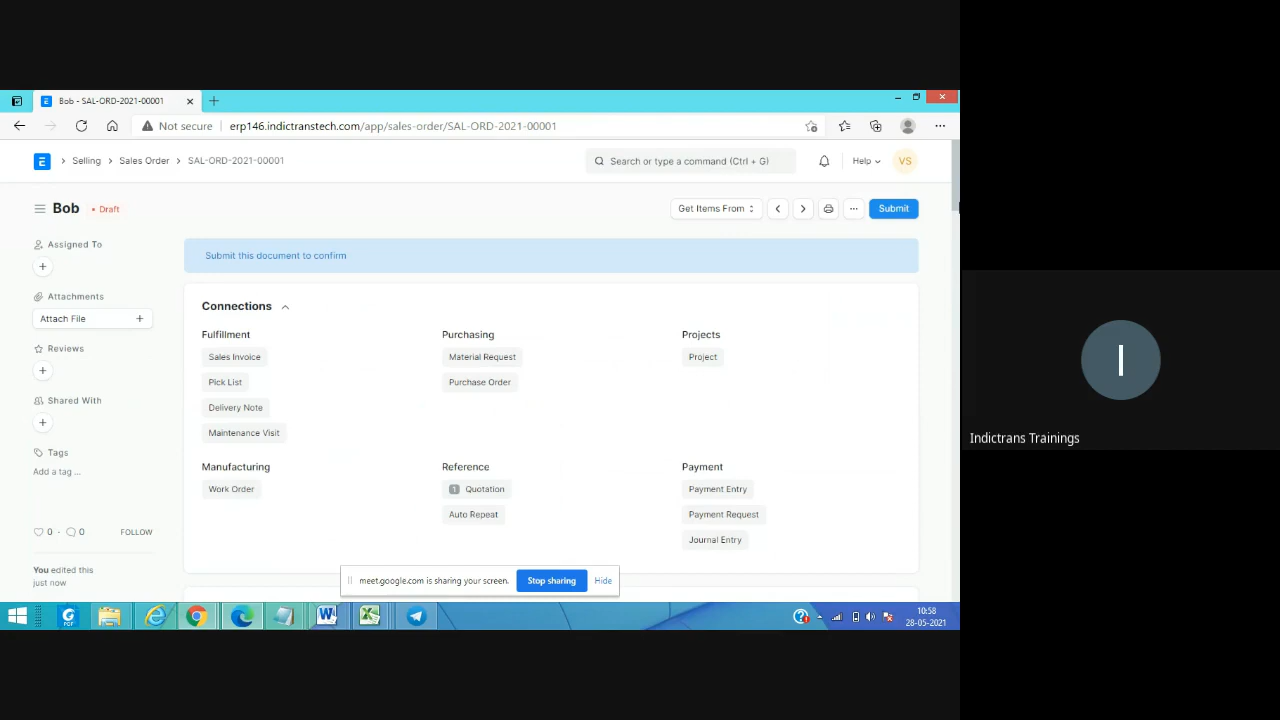 Bob - SAL-ORD-2021-00001
Not secure
erp146.indictranstech.com/app/sales-order/SAL-ORD-2021-00001
E
Selling
Sales Order
SAL-ORD-2021-00001
Search or type a command (Ctrl + G)
Help
VS
Bob
Draft
Get Items From
Submit
Assigned To
Attachments
Attach File
Reviews
Shared With
Tags
Add a tag ...
0 · 0
FOLLOW
You edited this
just now
Submit this document to confirm
Connections
Fulfillment
Sales Invoice
Pick List
Delivery Note
Maintenance Visit
Purchasing
Material Request
Purchase Order
Projects
Project
Manufacturing
Work Order
Reference
1 Quotation
Auto Repeat
Payment
Payment Entry
Payment Request
Journal Entry
meet.google.com is sharing your screen.
Stop sharing
Hide
10:58
28-05-2021
I
Indictrans Trainings